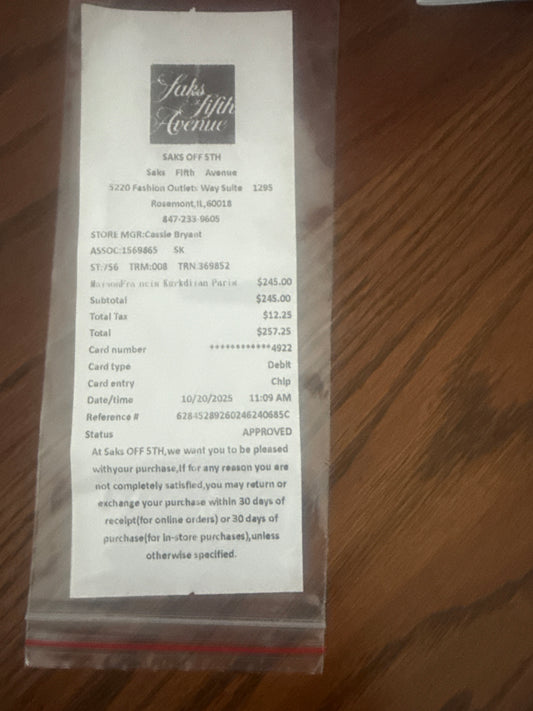 Saks
fifth
Avenue
SAKS OFF 5TH
Saks Fifth Avenue
5220 Fashion Outlets Way Suite 1295
Rosemont,IL,60018
847-233-9605
STORE MGR:Cassie Bryant
ASSOC:1569865 SK
ST:756 TRM:008 TRN:369852
MaysonFra ncis Kurkdjian Paris $245.00
Subtotal $245.00
Total Tax $12.25
Total $257.25
Card number ************4922
Card type Debit
Card entry Chip
Date/time 10/20/2025 11:09 AM
Reference # 62845289260246240685C
Status APPROVED
At Saks OFF 5TH,we want you to be pleased
withyour purchase,If for any reason you are
not completely satisfied,you may return or
exchange your purchase within 30 days of
receipt(for online orders) or 30 days of
purchase(for in-store purchases),unless
otherwise specified.